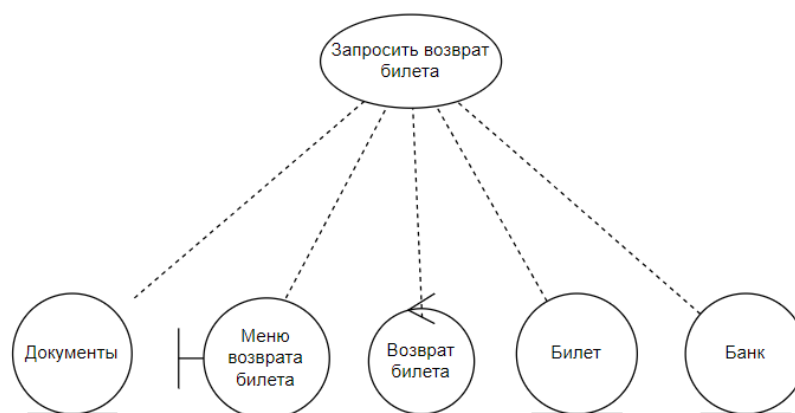 Запросить возврат
билета
Документы
Меню
возврата
билета
Возврат
билета
Билет
Банк